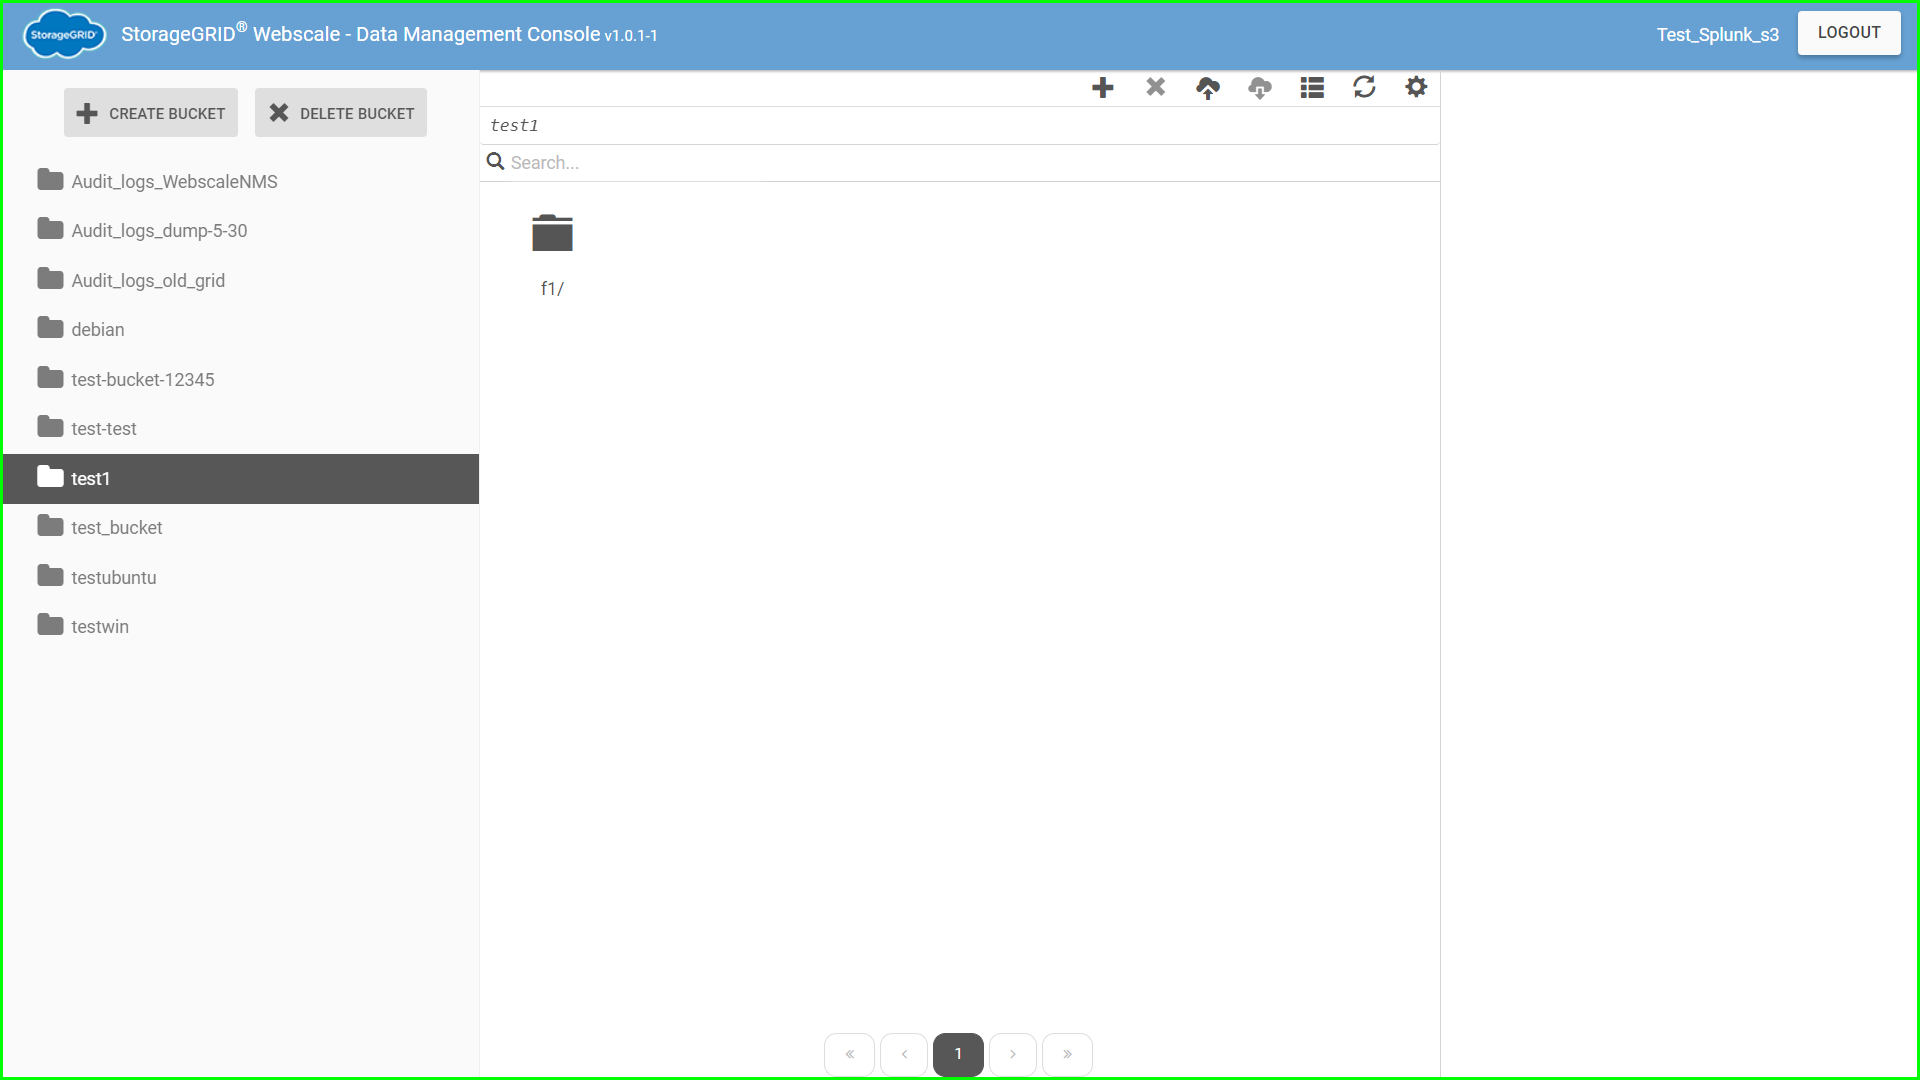 StorageGRID® StorageGRID® Webscale - Data Management Console v1.0.1-1
Test_Splunk_s3
LOGOUT
CREATE BUCKET
DELETE BUCKET
Audit_logs_WebscaleNMS
Audit_logs_dump-5-30
Audit_logs_old_grid
debian
test-bucket-12345
test-test
test1
test_bucket
testubuntu
testwin
test1
Search...
f1/
« ‹ 1 › »